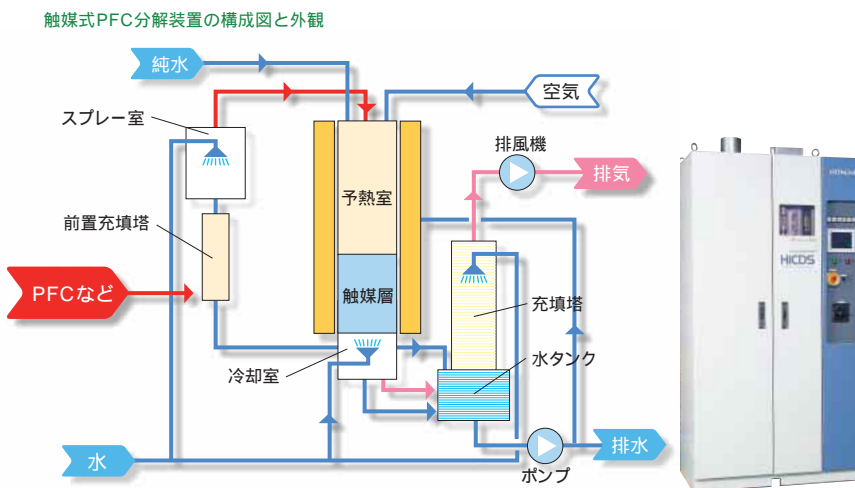 触媒式PFC分解装置の構成図と外観
純水
空気
スプレー室
排風機
排気
予熱室
前置充填塔
HICDS
PFCなど
触媒層
充填塔
冷却室
水タンク
水
排水
ポンプ